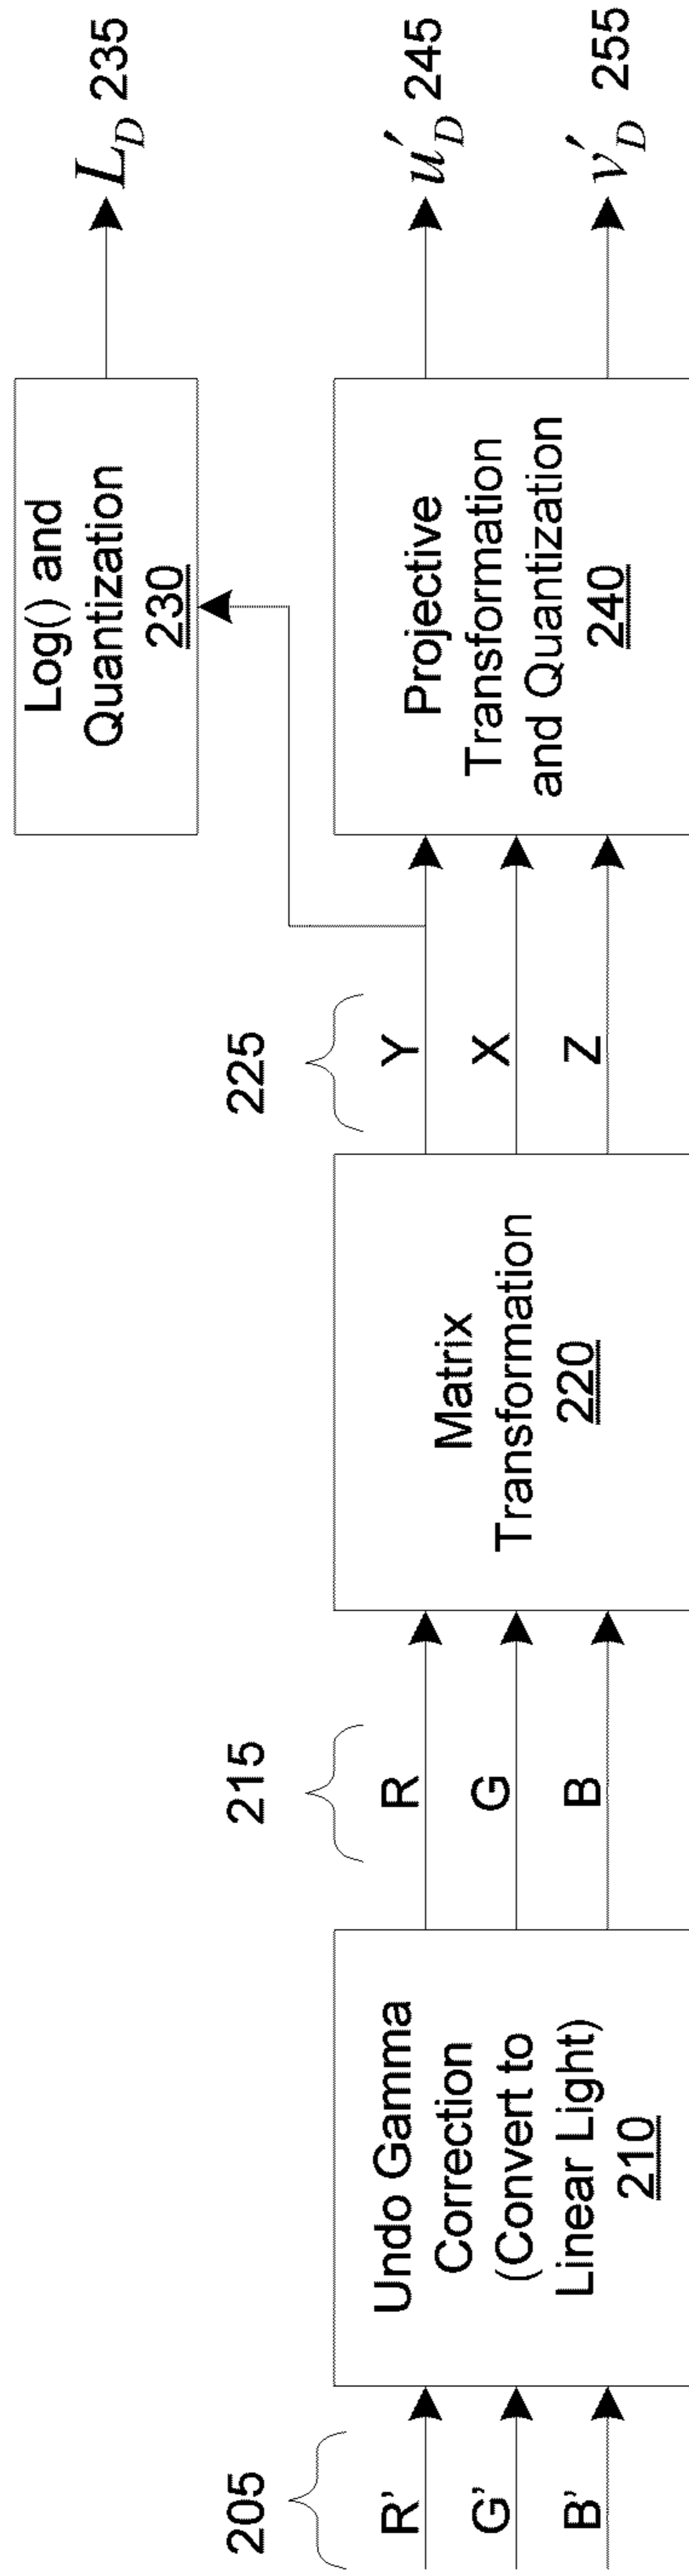 205
R'
G'
B'
Undo Gamma
Correction
(Convert to
Linear Light)
210
215
R
G
B
Matrix
Transformation
220
225
Y
X
Z
Log() and
Quantization
230
Projective
Transformation
and Quantization
240
L_D 235
u'_D 245
v'_D 255